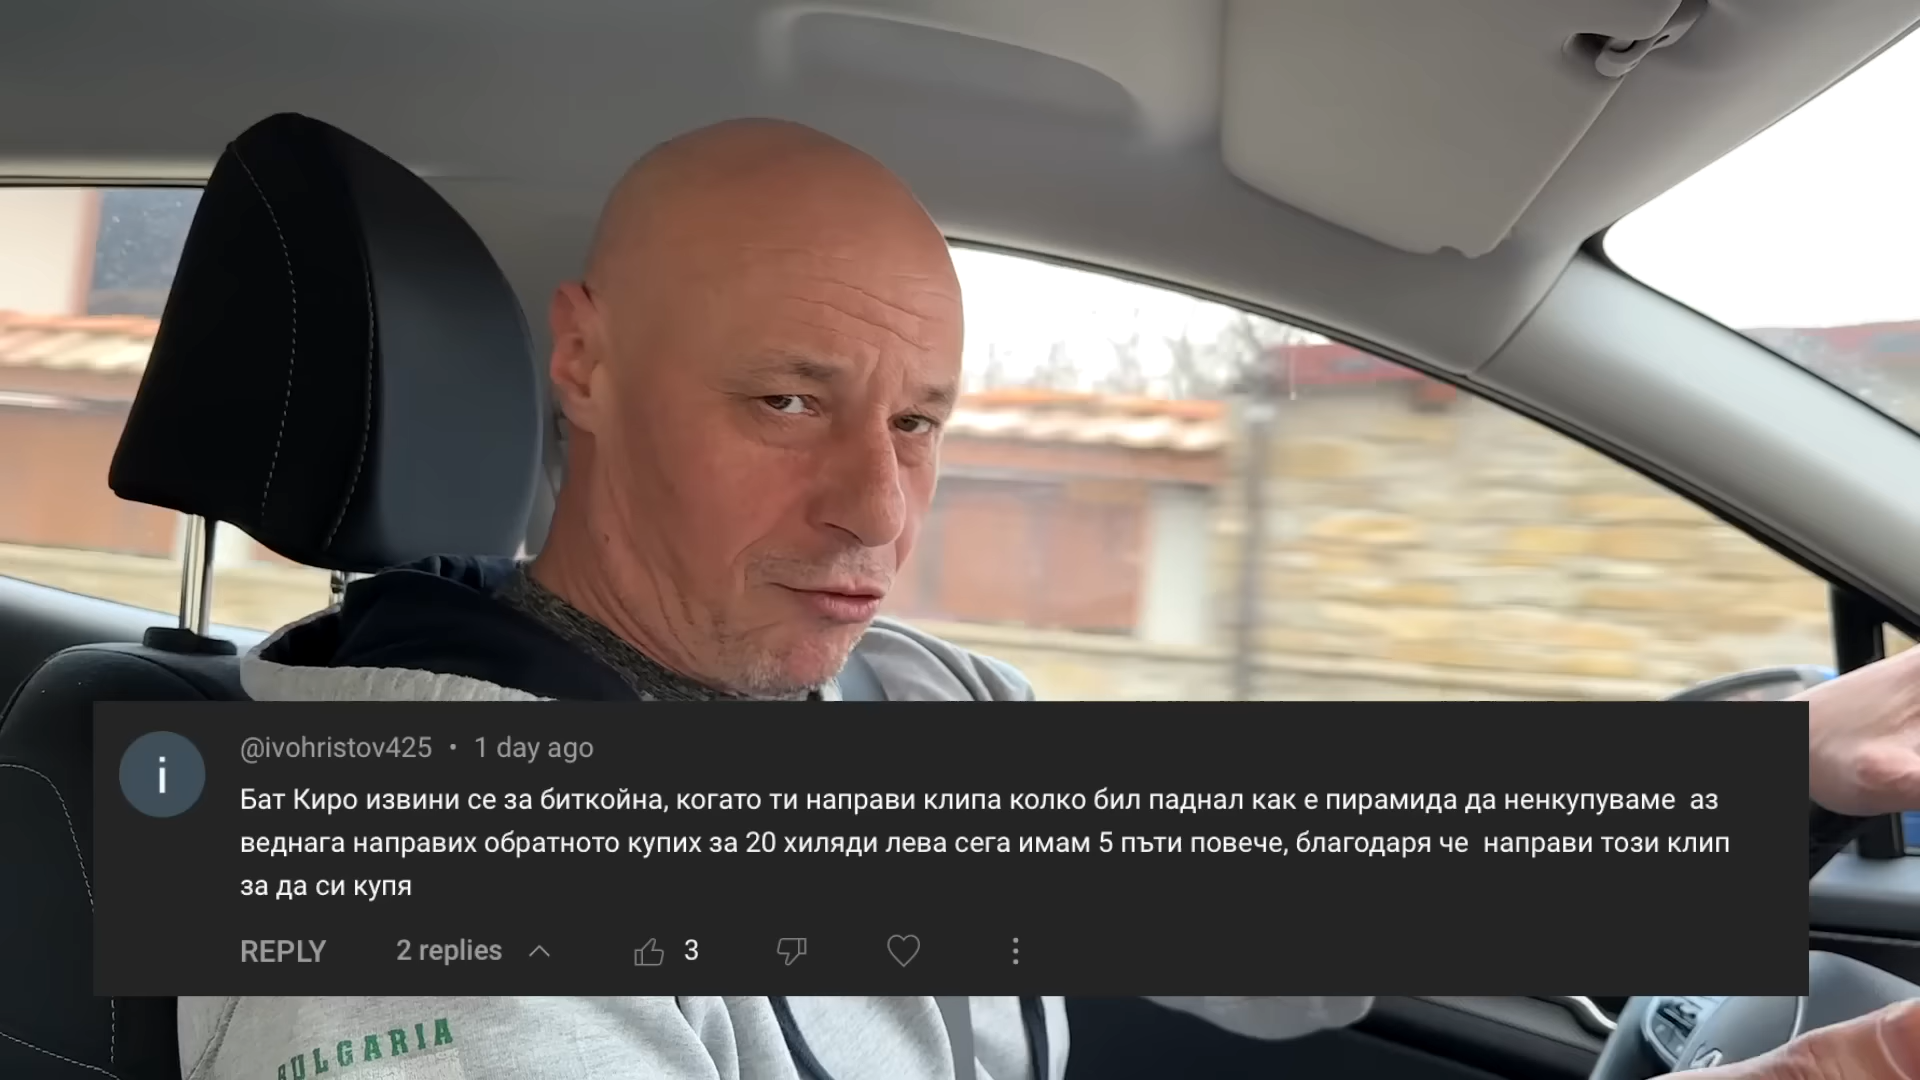 @ivohristov425 • 1 day ago
i
Бат Киро извини се за биткойна, когато ти направи клипа колко бил паднал как е пирамида да ненкупуваме  аз
веднага направих обратното купих за 20 хиляди лева сега имам 5 пъти повече, благодаря че  направи този клип
за да си купя
REPLY 2 replies 3
BULGARIA